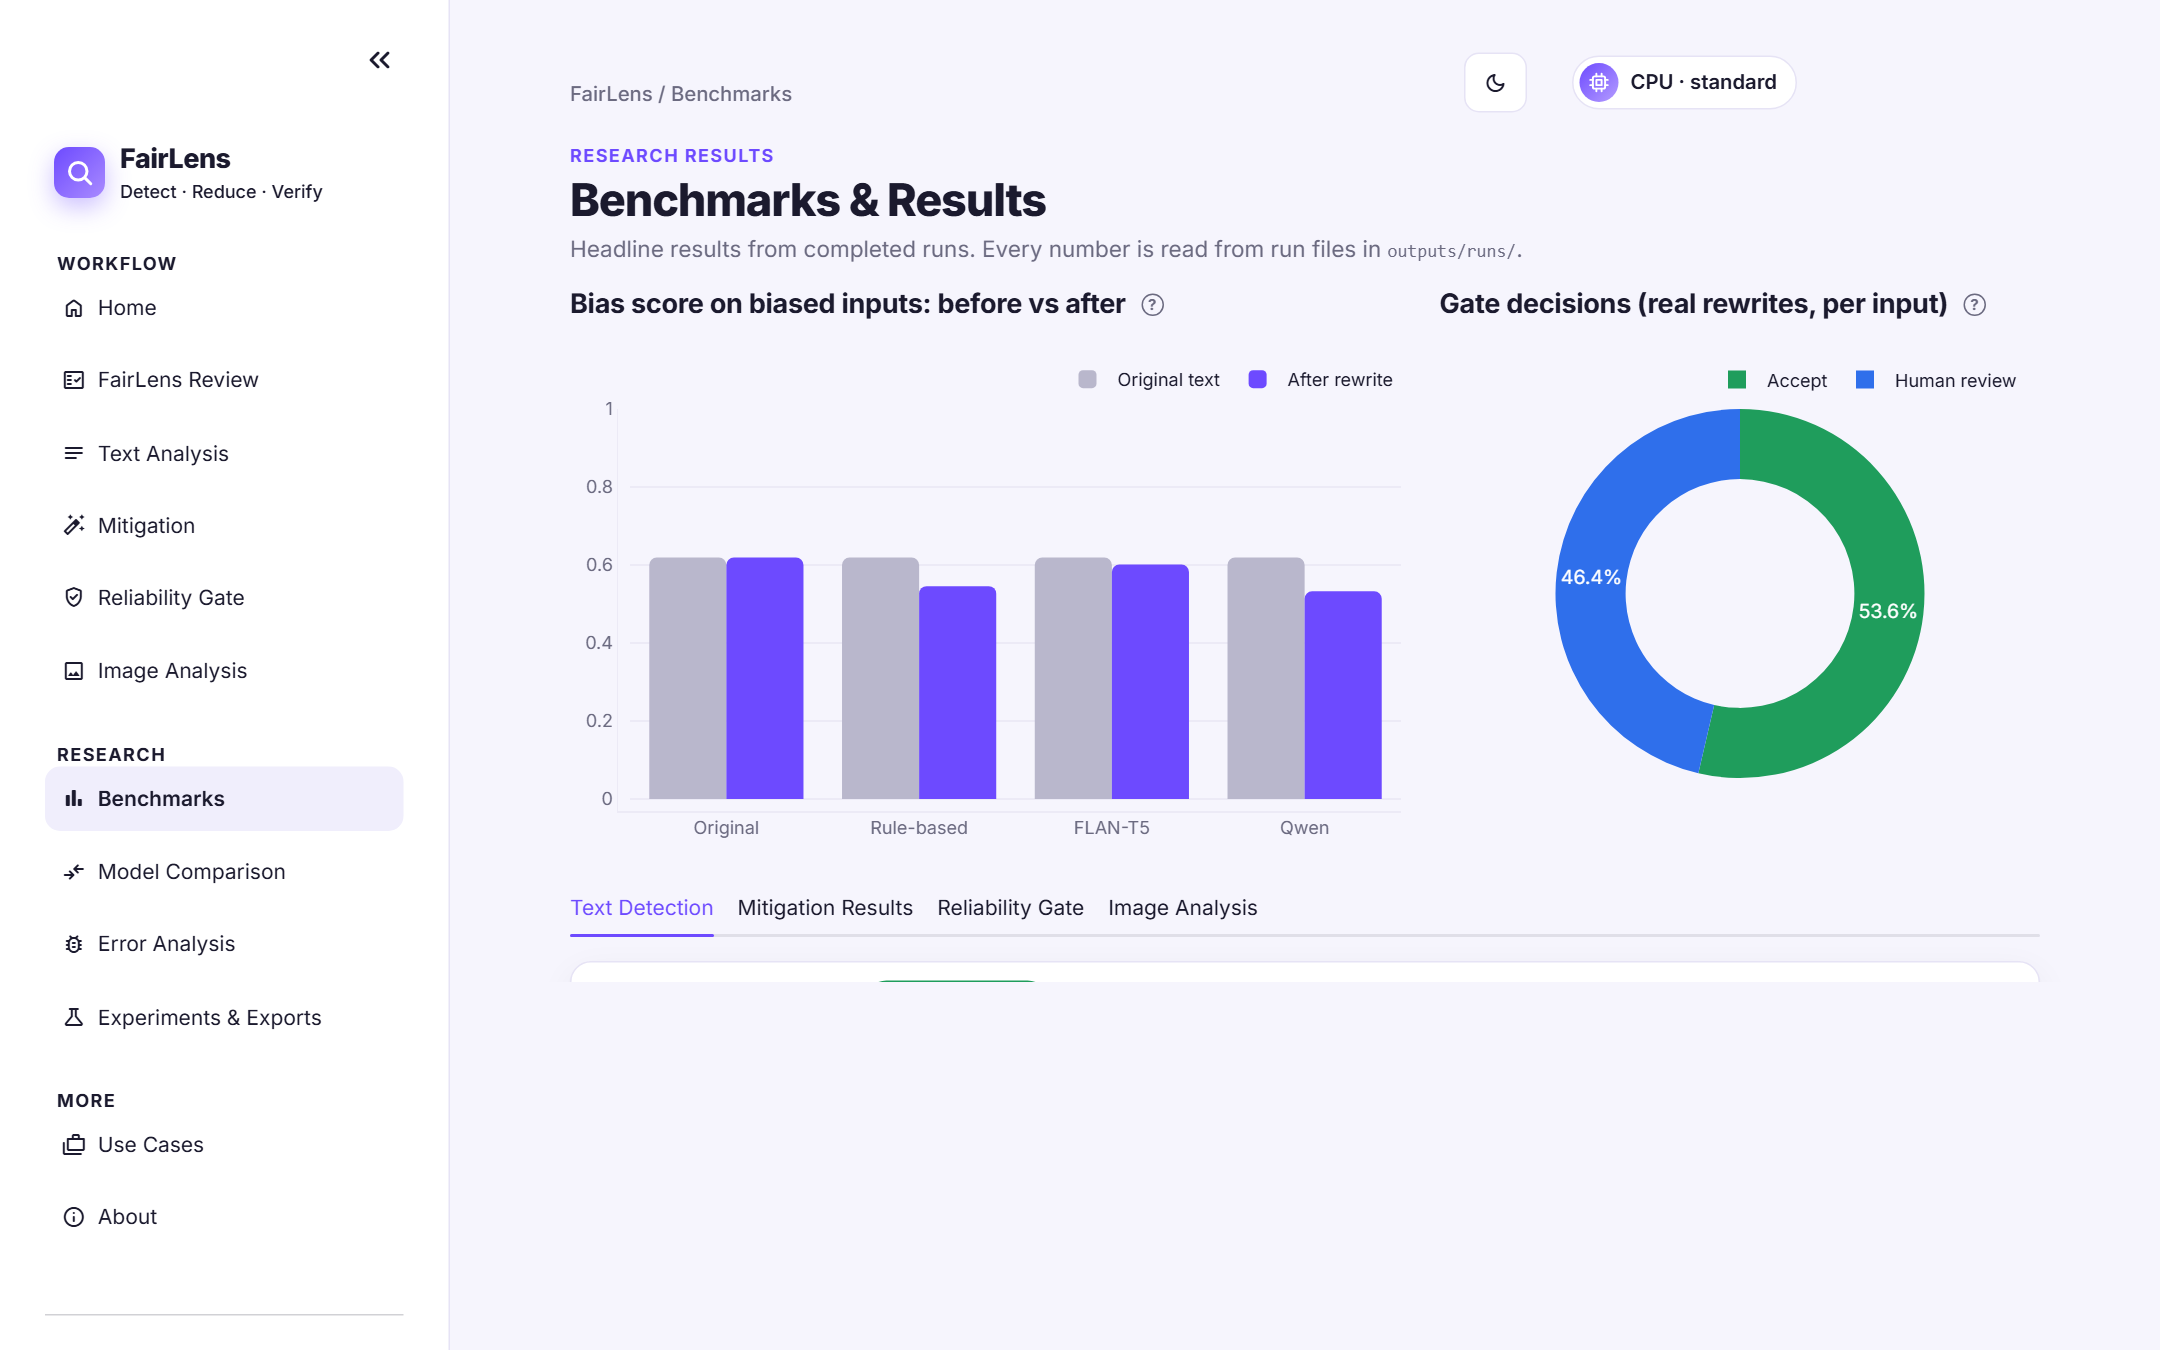 FairLens
Detect · Reduce · Verify
WORKFLOW
Home
FairLens Review
Text Analysis
Mitigation
Reliability Gate
Image Analysis
RESEARCH
Benchmarks
Model Comparison
Error Analysis
Experiments & Exports
MORE
Use Cases
About
FairLens / Benchmarks
CPU · standard
RESEARCH RESULTS
Benchmarks & Results
Headline results from completed runs. Every number is read from run files in outputs/runs/.
Bias score on biased inputs: before vs after ?
Original text After rewrite
1
0.8
0.6
0.4
0.2
0
Original Rule-based FLAN-T5 Qwen
Gate decisions (real rewrites, per input) ?
Accept Human review
46.4%
53.6%
Text Detection Mitigation Results Reliability Gate Image Analysis